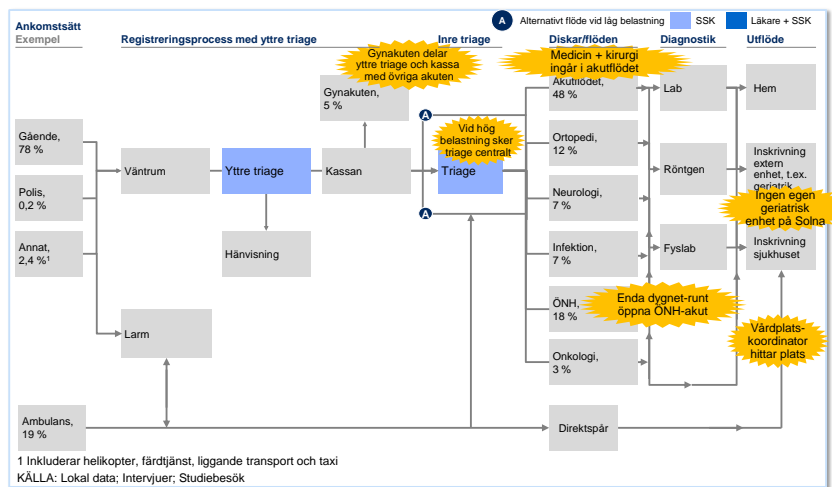 A Alternativt flöde vid låg belastning SSK Läkare + SSK
Ankomstsätt
Exempel
Registreringsprocess med yttre triage
Inre triage
Diskar/flöden
Diagnostik
Utflöde
Gynakuten delar
yttre triage och kassa
med övriga akuten
Medicin + kirurgi
ingår i akutflödet
Gynakuten,
5 %
Akutflödet,
48 %
Lab
Hem
A
Vid hög
belastning sker
triage centralt
Gående,
78 %
Ortopedi,
12 %
Väntrum
Yttre triage
Kassan
Triage
Röntgen
Inskrivning
extern
enhet, t.ex.
geriatrik
Polis,
0,2 %
Neurologi,
7 %
Ingen egen
geriatrisk
enhet på Solna
A
Annat,
2,4 %¹
Hänvisning
Infektion,
7 %
Fyslab
Inskrivning
sjukhuset
ÖNH,
18 %
Enda dygnet-runt
öppna ÖNH-akut
Larm
Vårdplats-
koordinator
hittar plats
Onkologi,
3 %
Ambulans,
19 %
Direktspår
1 Inkluderar helikopter, färdtjänst, liggande transport och taxi
KÄLLA: Lokal data; Intervjuer; Studiebesök